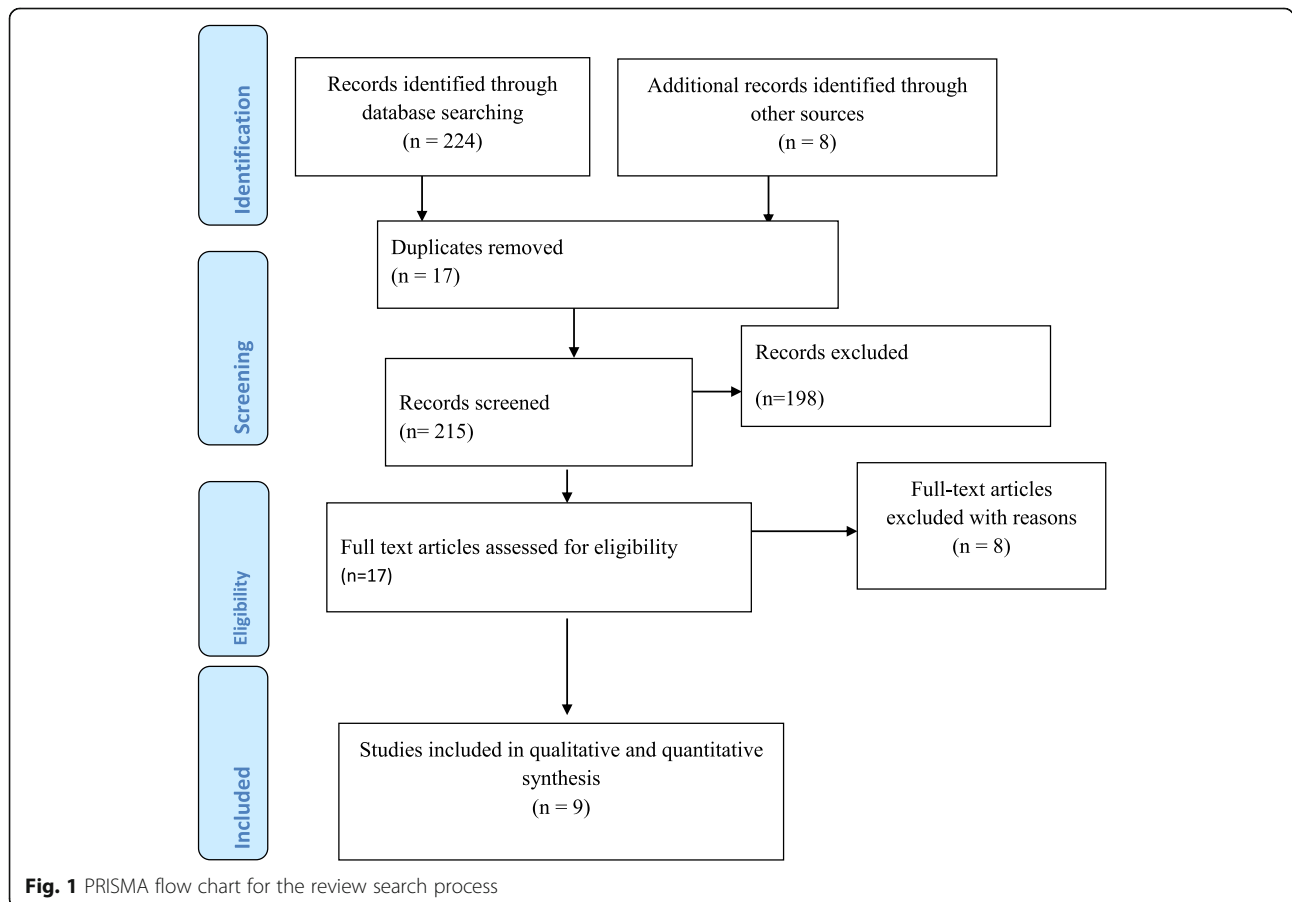 Identification
Records identified through
database searching
(n = 224)
Additional records identified through
other sources
(n = 8)
Duplicates removed
(n = 17)
Screening
Records screened
(n= 215)
Records excluded
(n=198)
Eligibility
Full text articles assessed for eligibility
(n=17)
Full-text articles
excluded with reasons
(n = 8)
Included
Studies included in qualitative and quantitative
synthesis
(n = 9)
Fig. 1 PRISMA flow chart for the review search process